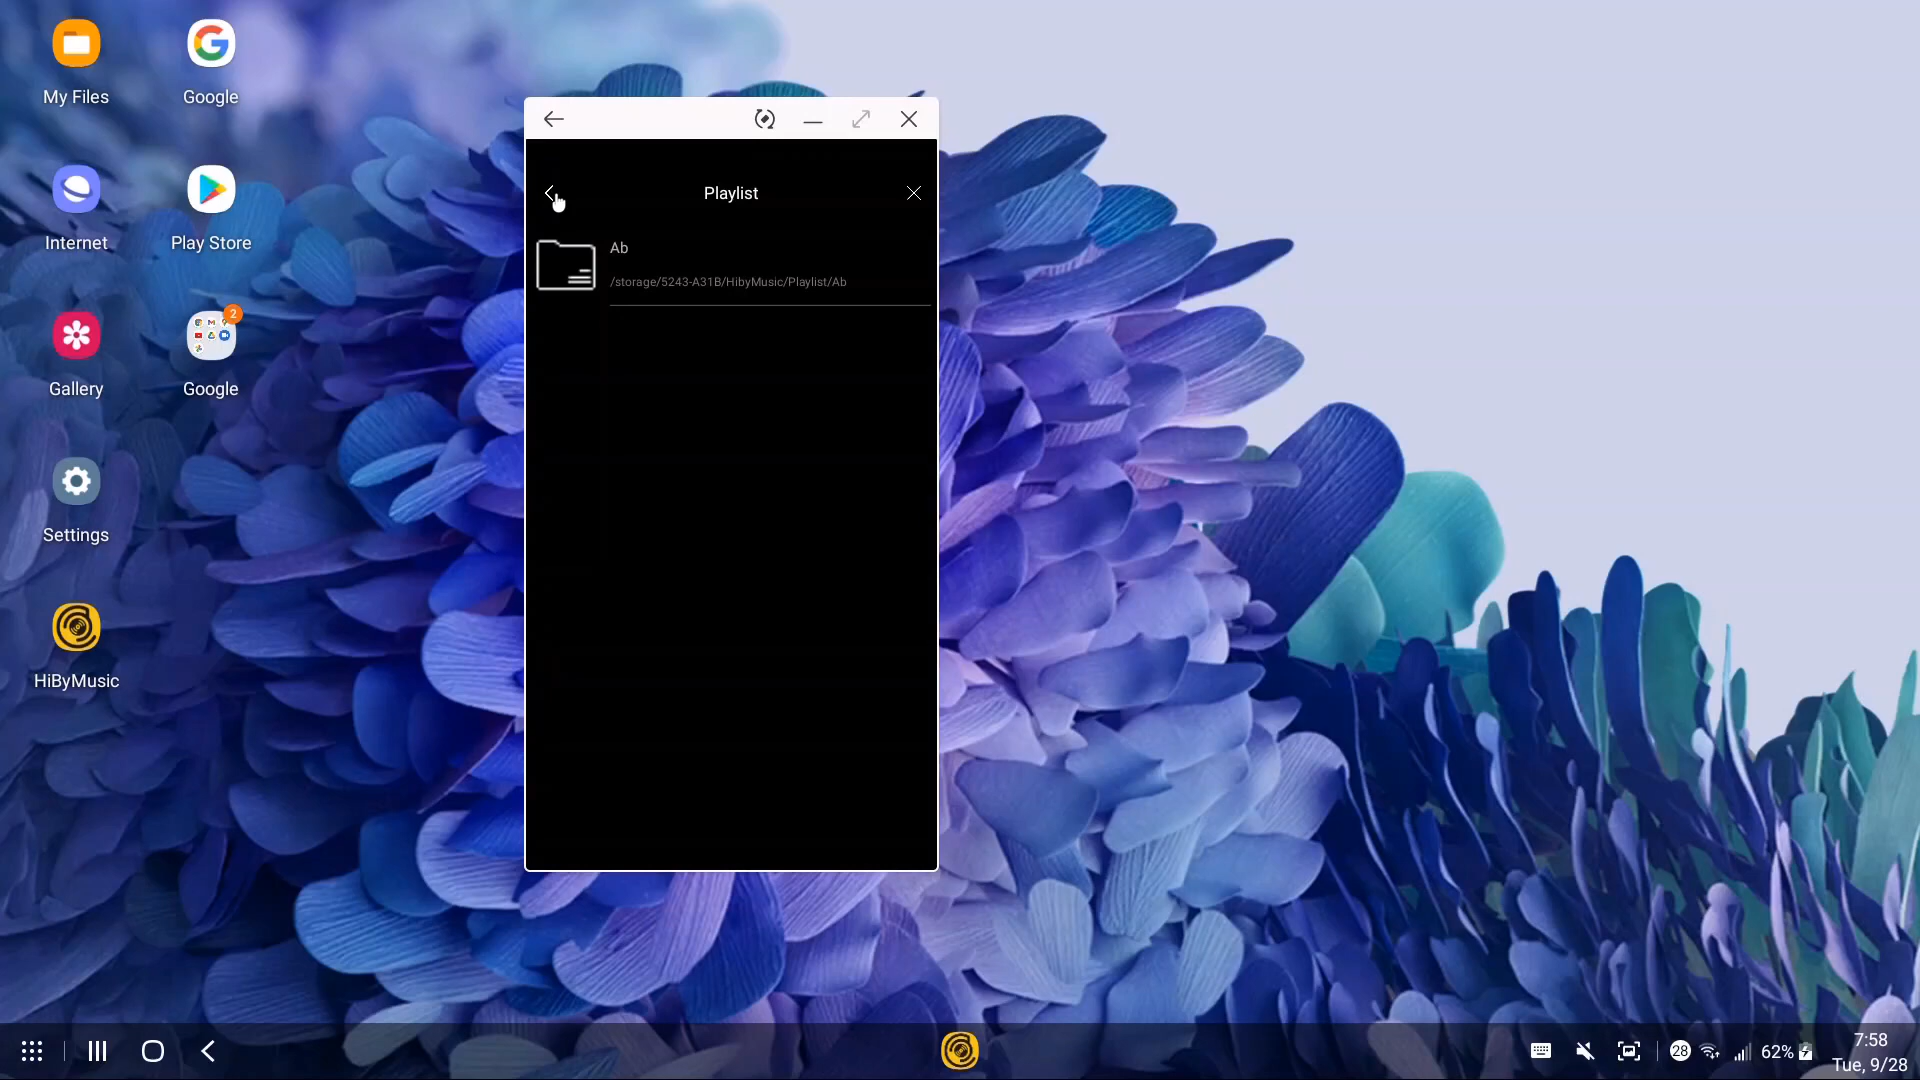 My Files
Google
Internet
Play Store
Gallery
2
Google
Settings
HiByMusic
Playlist
Ab
/storage/5243-A31B/HibyMusic/Playlist/Ab
28
62%
7:58
Tue, 9/28